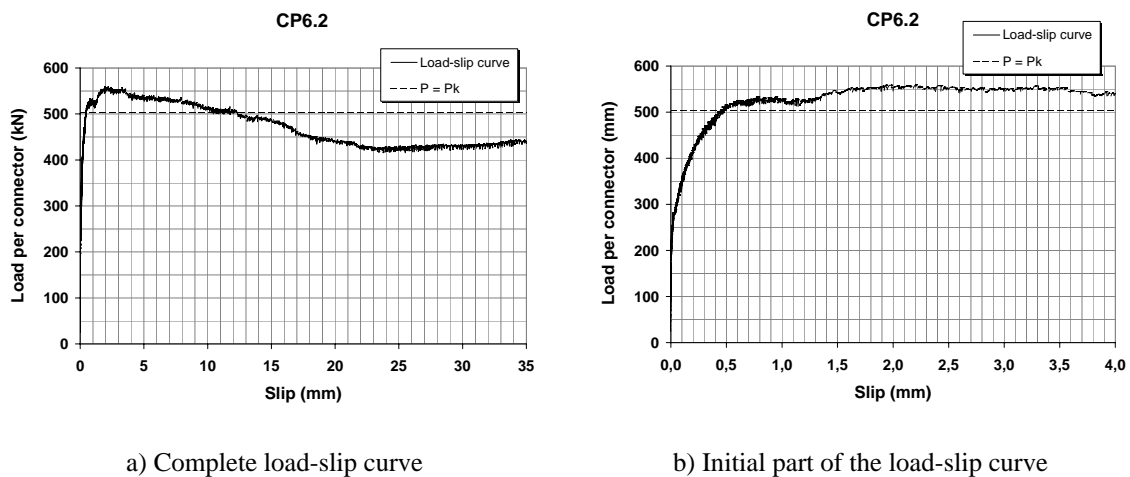 CP6.2
Load-slip curve
P = Pk
600
500
400
300
200
100
0
Load per connector (kN)
0 5 10 15 20 25 30 35
Slip (mm)
CP6.2
Load-slip curve
P = Pk
600
500
400
300
200
100
0
Load per connector (mm)
0,0 0,5 1,0 1,5 2,0 2,5 3,0 3,5 4,0
Slip (mm)
a) Complete load-slip curve
b) Initial part of the load-slip curve